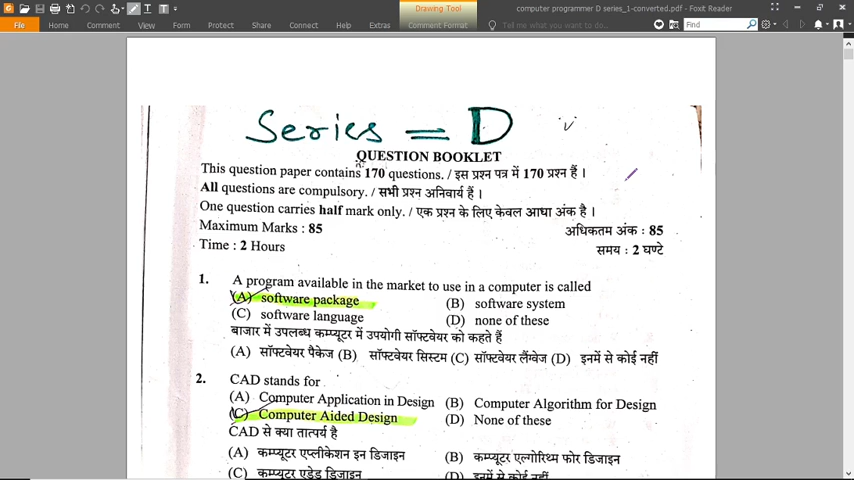 Drawing Tool
computer programmer D series_1-converted.pdf - Foxit Reader
File Home Comment View Form Protect Share Connect Help Extras Comment Format Tell me what you want to do... Find
Series = D
QUESTION BOOKLET
This question paper contains 170 questions. / इस प्रश्न पत्र में 170 प्रश्न हैं ।
All questions are compulsory. / सभी प्रश्न अनिवार्य हैं ।
One question carries half mark only. / एक प्रश्न के लिए केवल आधा अंक है ।
Maximum Marks : 85 अधिकतम अंक : 85
Time : 2 Hours समय : 2 घण्टे
1. A program available in the market to use in a computer is called
(A) software package (B) software system
(C) software language (D) none of these
बाजार में उपलब्ध कम्प्यूटर में उपयोगी सॉफ्टवेयर को कहते हैं
(A) सॉफ्टवेयर पैकेज (B) सॉफ्टवेयर सिस्टम (C) सॉफ्टवेयर लैंग्वेज (D) इनमें से कोई नहीं
2. CAD stands for
(A) Computer Application in Design (B) Computer Algorithm for Design
(C) Computer Aided Design (D) None of these
CAD से क्या तात्पर्य है
(A) कम्प्यूटर एप्लीकेशन इन डिजाइन (B) कम्प्यूटर एल्गोरिथ्म फोर डिजाइन
(C) कम्प्यूटर एडेड डिजाइन (D) इनमें से कोई नहीं